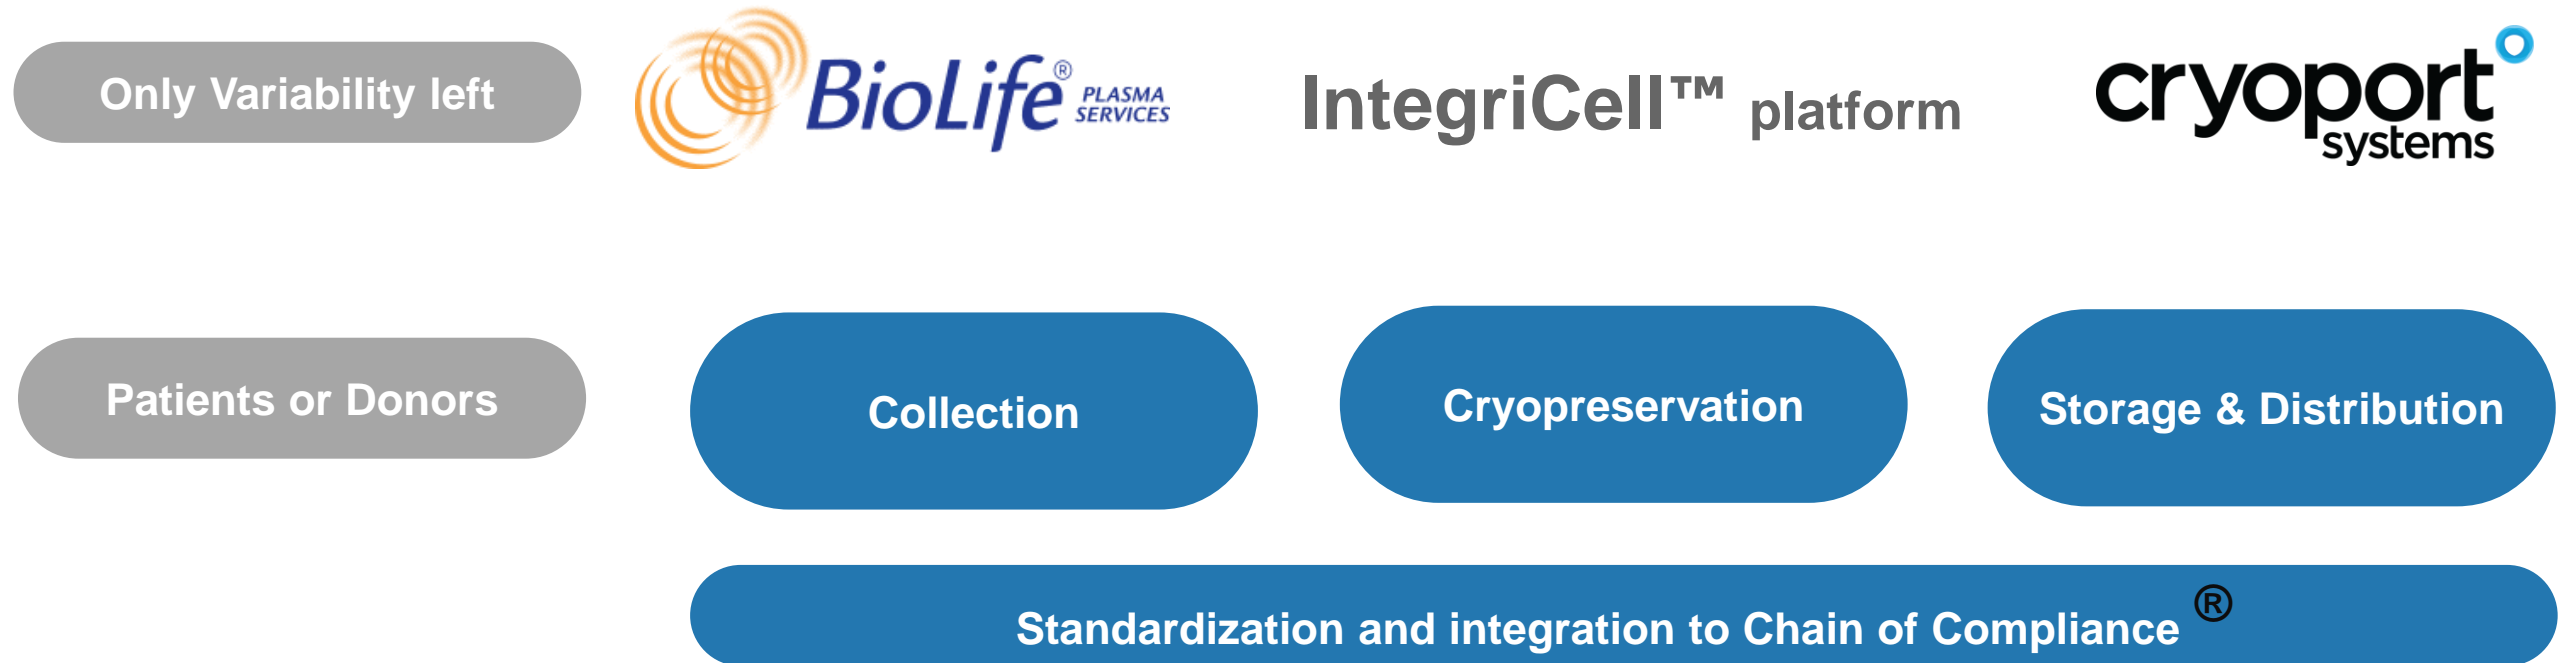 Only Variability left
BioLife® PLASMA SERVICES
IntegriCell™ platform
cryoport systems
Patients or Donors
Collection
Cryopreservation
Storage & Distribution
Standardization and integration to Chain of Compliance ®